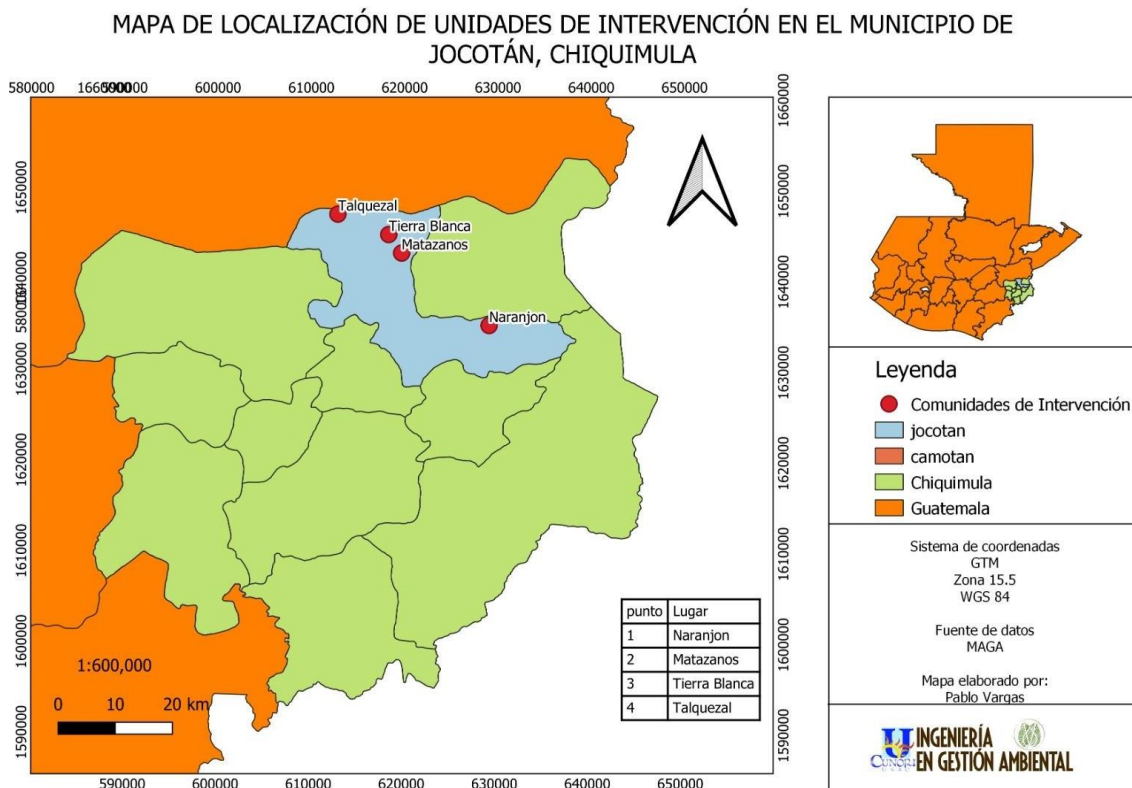 MAPA DE LOCALIZACIÓN DE UNIDADES DE INTERVENCIÓN EN EL MUNICIPIO DE
JOCOTÁN, CHIQUIMULA
580000 590000 600000 610000 620000 630000 640000 650000
1660000
1660000
1650000
1650000
1640000
1640000
580000
1630000
1630000
1620000
1620000
1610000
1610000
1600000
1600000
1590000
1590000
Talquezal
Tierra Blanca
Matazanos
Naranjon
punto Lugar
1 Naranjon
2 Matazanos
3 Tierra Blanca
4 Talquezal
1:600,000
0 10 20 km
590000 600000 610000 620000 630000 640000 650000
Leyenda
Comunidades de Intervención
jocotan
camotan
Chiquimula
Guatemala
Sistema de coordenadas
GTM
Zona 15.5
WGS 84
Fuente de datos
MAGA
Mapa elaborado por:
Pablo Vargas
CUNORI
INGENIERÍA
EN GESTIÓN AMBIENTAL